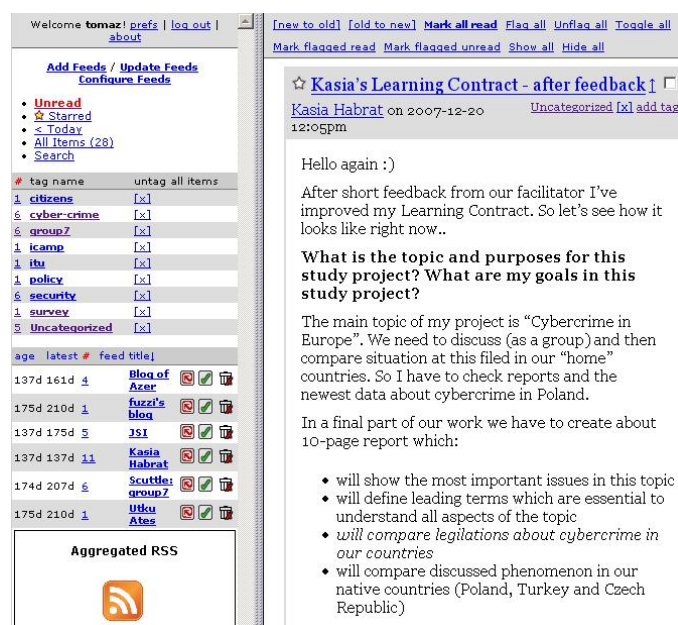 Welcome tomaz! prefs | log out |
about
Add Feeds / Update Feeds
Configure Feeds
Unread
Starred
< Today
All Items (28)
Search
# tag name untag all items
1 citizens [x]
6 cyber-crime [x]
6 group7 [x]
1 icamp [x]
1 itu [x]
1 policy [x]
6 security [x]
1 survey [x]
5 Uncategorized [x]
age latest # feed title↓
137d 161d 4 Blog of
Azer
175d 210d 1 fuzzi's
blog
137d 175d 5 JSI
137d 137d 11 Kasia
Habrat
174d 207d 6 Scuttle:
group7
175d 210d 1 Utku
Ates
Aggregated RSS
[new to old] [old to new] Mark all read Flag all Unflag all Toggle all
Mark flagged read Mark flagged unread Show all Hide all
☆ Kasia's Learning Contract - after feedback ↑
Kasia Habrat on 2007-12-20 Uncategorized [x] add tag
12:05pm
Hello again :)
After short feedback from our facilitator I've
improved my Learning Contract. So let's see how it
looks like right now..
What is the topic and purposes for this
study project? What are my goals in this
study project?
The main topic of my project is “Cybercrime in
Europe”. We need to discuss (as a group) and then
compare situation at this filed in our “home”
countries. So I have to check reports and the
newest data about cybercrime in Poland.
In a final part of our work we have to create about
10-page report which:
• will show the most important issues in this topic
• will define leading terms which are essential to
understand all aspects of the topic
• will compare legilations about cybercrime in
our countries
• will compare discussed phenomenon in our
native countries (Poland, Turkey and Czech
Republic)